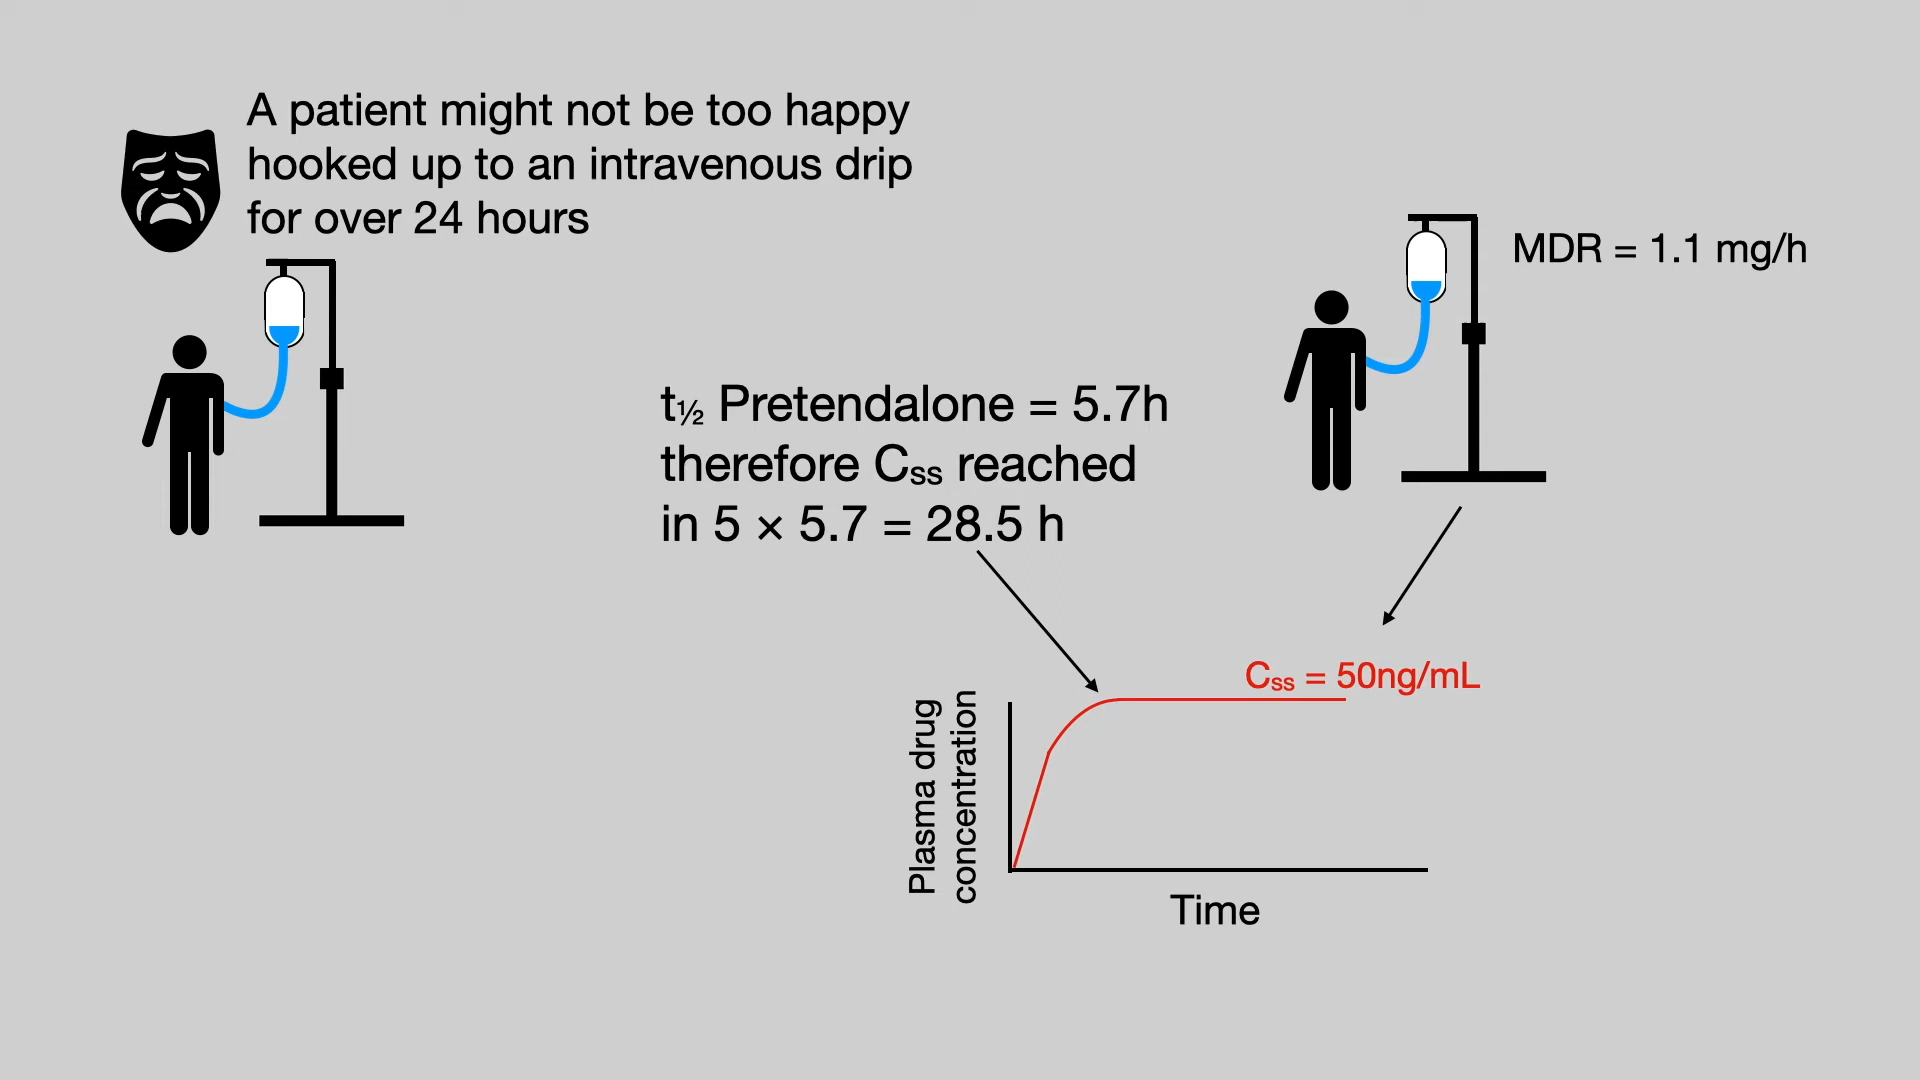 A patient might not be too happy
hooked up to an intravenous drip
for over 24 hours
MDR = 1.1 mg/h
t½ Pretendalone = 5.7h
therefore Css reached
in 5 × 5.7 = 28.5 h
Css = 50ng/mL
Plasma drug
concentration
Time